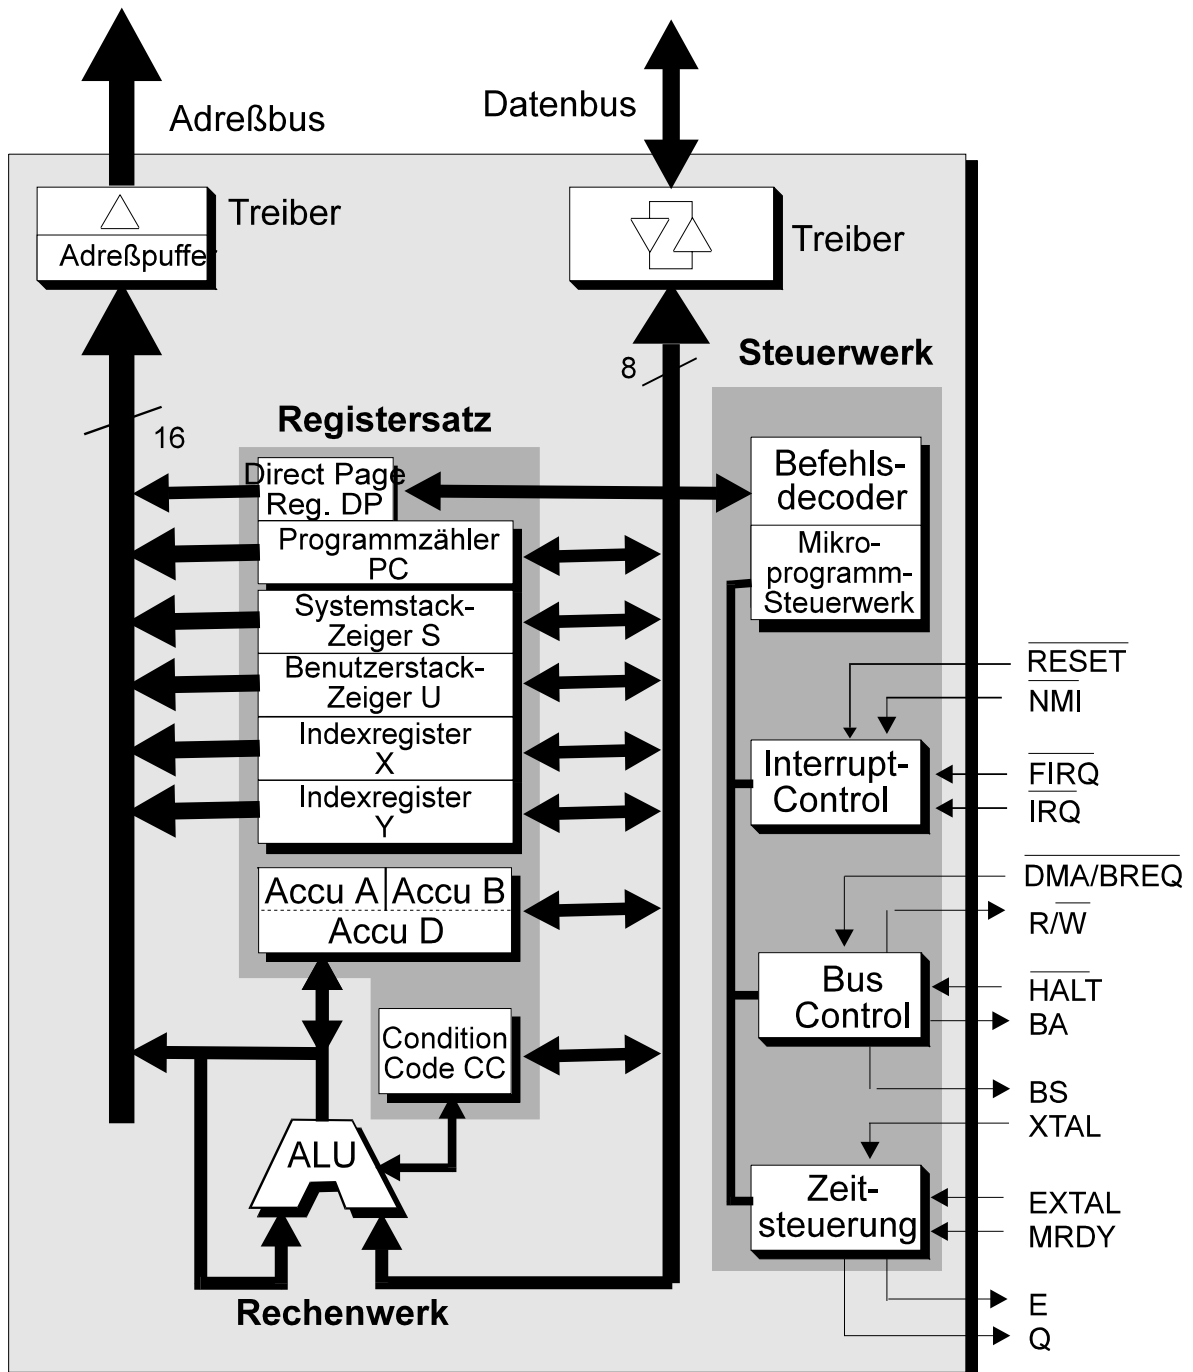 Adreßbus
Datenbus
Treiber
Adreßpuffer
Treiber
8
Steuerwerk
16
Registersatz
Direct Page
Reg. DP
Programmzähler
PC
Systemstack-
Zeiger S
Benutzerstack-
Zeiger U
Indexregister
X
Indexregister
Y
Accu A
Accu B
Accu D
Condition
Code CC
ALU
Rechenwerk
Befehls-
decoder
Mikro-
programm-
Steuerwerk
Interrupt-
Control
Bus
Control
Zeit-
steuerung
RESET
NMI
FIRQ
IRQ
DMA/BREQ
R/W
HALT
BA
BS
XTAL
EXTAL
MRDY
E
Q